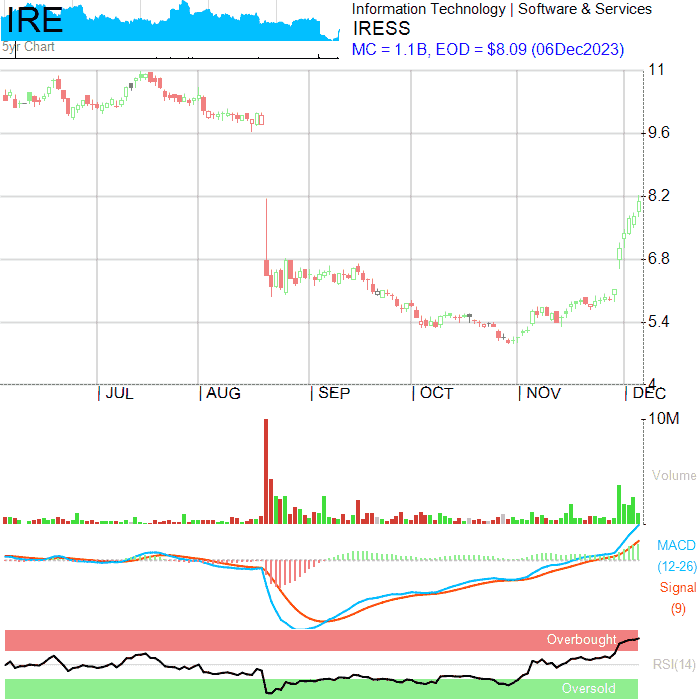 IRE
5yr Chart
Information Technology | Software & Services
IRESS
MC = 1.1B, EOD = $8.09 (06Dec2023)
11
9.6
8.2
6.8
5.4
4
JUL
AUG
SEP
OCT
NOV
DEC
10M
Volume
MACD
(12-26)
Signal
(9)
Overbought
RSI(14)
Oversold